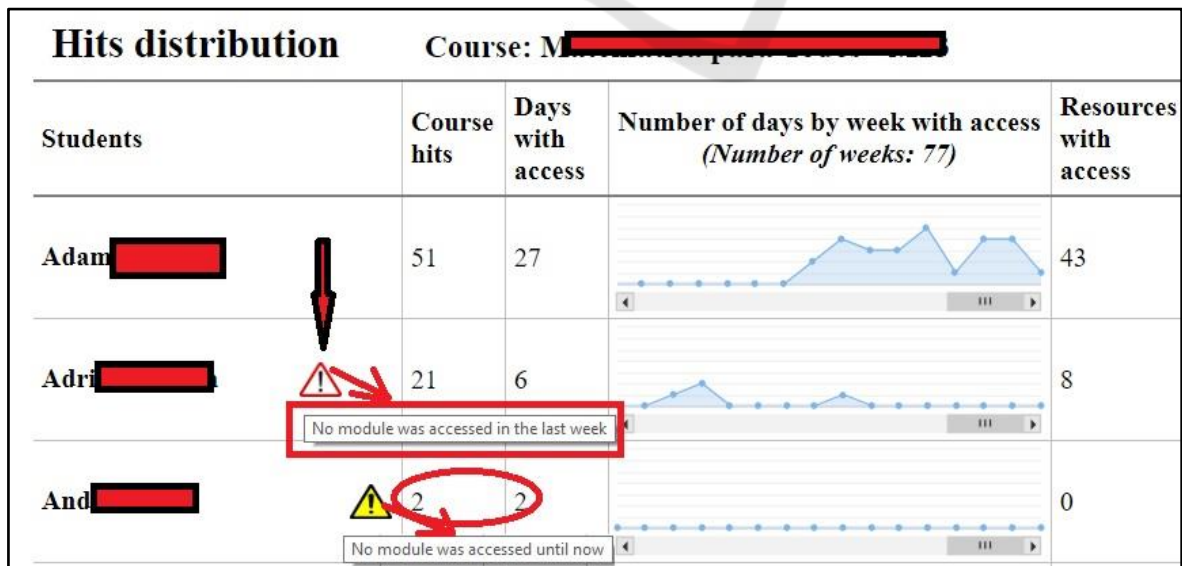 Hits distribution Course: M
Students
Course hits
Days with access
Number of days by week with access
(Number of weeks: 77)
Resources with access
Adam 51 27 43
Adri 21 6 8
No module was accessed in the last week
And 2 2 0
No module was accessed until now